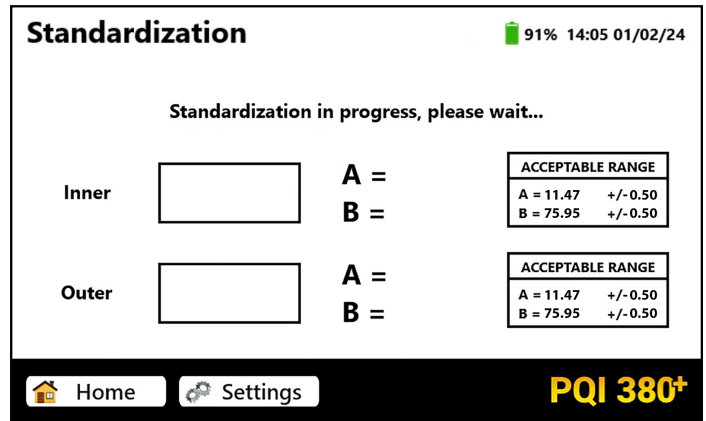 Standardization
91% 14:05 01/02/24
Standardization in progress, please wait...
Inner
A =
B =
ACCEPTABLE RANGE
A = 11.47 +/-0.50
B = 75.95 +/-0.50
Outer
A =
B =
ACCEPTABLE RANGE
A = 11.47 +/-0.50
B = 75.95 +/-0.50
Home
Settings
PQI 380+